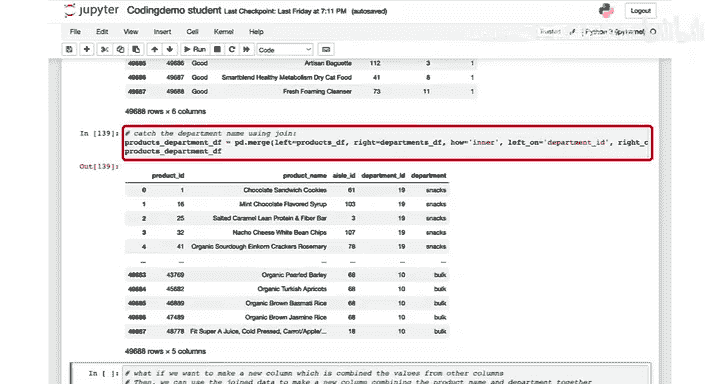 jupyter Codingdemo student Last Checkpoint: Last Friday at 7:11 PM (autosaved)
Logout
File Edit View Insert Cell Kernel Help
Trusted
Run Code
49685 49686 Good Artisan Baguette 112 3 1
49686 49687 Good Smartblend Healthy Metabolism Dry Cat Food 41 8 1
49687 49688 Good Fresh Foaming Cleanser 73 11 1
49688 rows × 6 columns
In [139]: # catch the department name using join:
products_department_df = pd.merge(left=products_df, right=departments_df, how='inner', left_on='department_id', right_o
products_department_df
Out[139]:
product_id product_name aisle_id department_id department
0 1 Chocolate Sandwich Cookies 61 19 snacks
1 16 Mint Chocolate Flavored Syrup 103 19 snacks
2 25 Salted Caramel Lean Protein & Fiber Bar 3 19 snacks
3 32 Nacho Cheese White Bean Chips 107 19 snacks
4 41 Organic Sourdough Einkorn Crackers Rosemary 78 19 snacks
... ... ... ... ... ...
49683 43769 Organic Pearled Barley 68 10 bulk
49684 45682 Organic Turkish Apricots 68 10 bulk
49685 46889 Organic Brown Basmati Rice 68 10 bulk
49686 47489 Organic Brown Jasmine Rice 68 10 bulk
49687 48778 Fit Super A Juice, Cold Pressed, Carrot/Apple/... 18 10 bulk
49688 rows × 5 columns
In [ ]: # what if we want to make a new column which is combined the values from other columns
# Then, we can use the joined data to make a new column combining the product name and department together